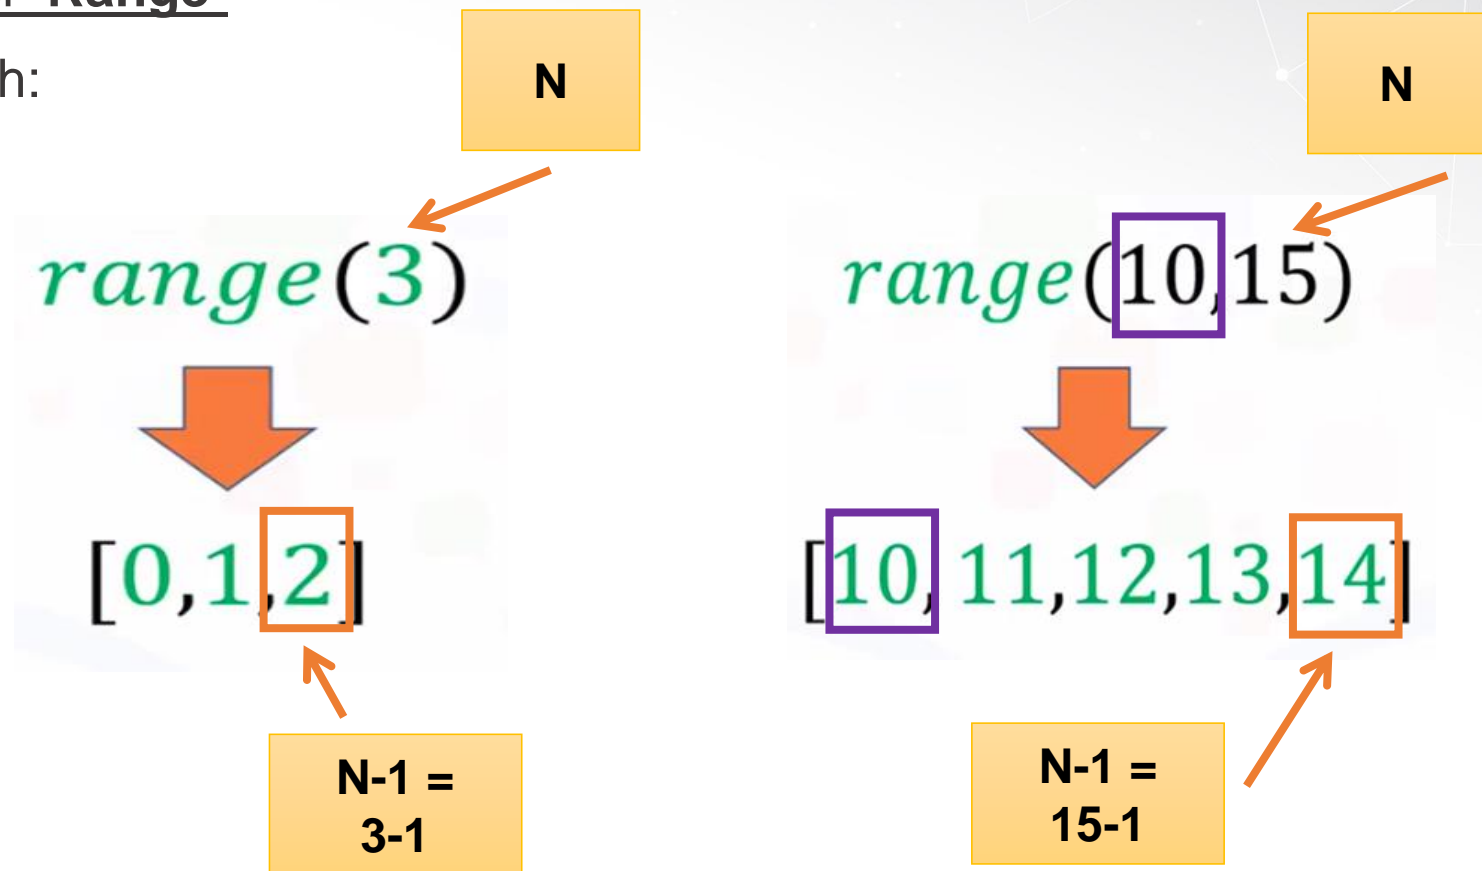 Range
h:
N
N
range(3)
range(10,15)
[0,1,2]
[10,11,12,13,14]
N-1 =
3-1
N-1 =
15-1